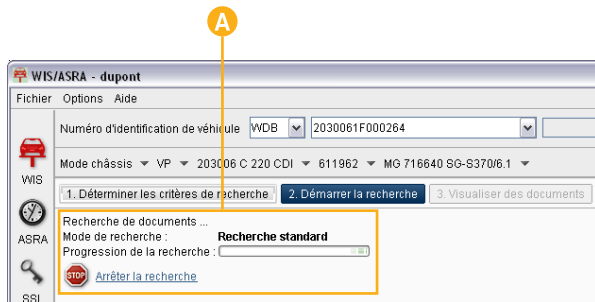 A
WIS/ASRA - dupont
Fichier Options Aide
Numéro d'identification de véhicule WDB 2030061F000264
Mode châssis VP 203006 C 220 CDI 611962 MG 716640 SG-S370/6.1
WIS
1. Déterminer les critères de recherche 2. Démarrer la recherche 3. Visualiser des documents
Recherche de documents ...
ASRA
Mode de recherche : Recherche standard
Progression de la recherche :
STOP Arrêter la recherche
SSL